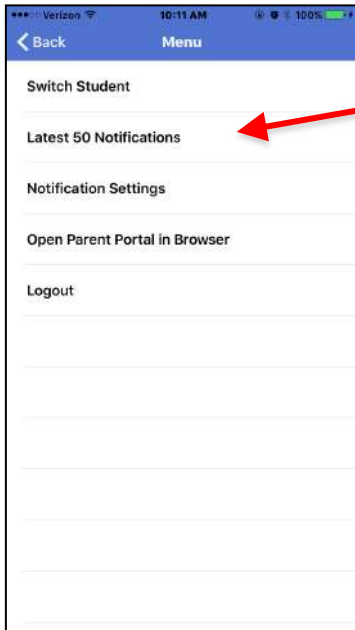 Verizon 10:11 AM 100%
Back Menu
Switch Student
Latest 50 Notifications
Notification Settings
Open Parent Portal in Browser
Logout